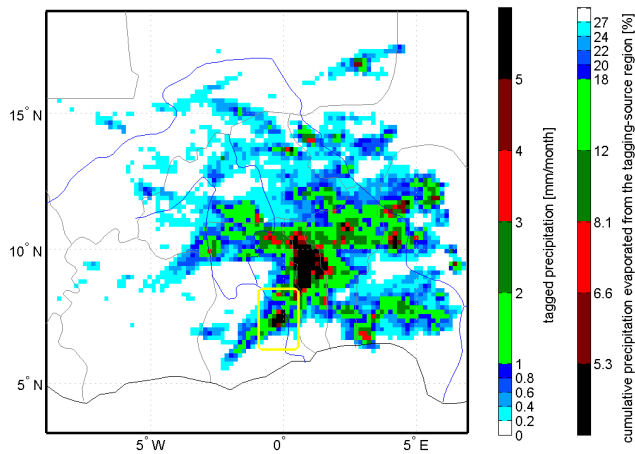 15° N
10° N
5° N
5° W
0°
5° E
5
4
3
2
1
0.8
0.6
0.4
0.2
0
tagged precipitation [mm/month]
27
24
22
20
18
12
8.1
6.6
5.3
cumulative precipitation evaporated from the tagging-source region [%]